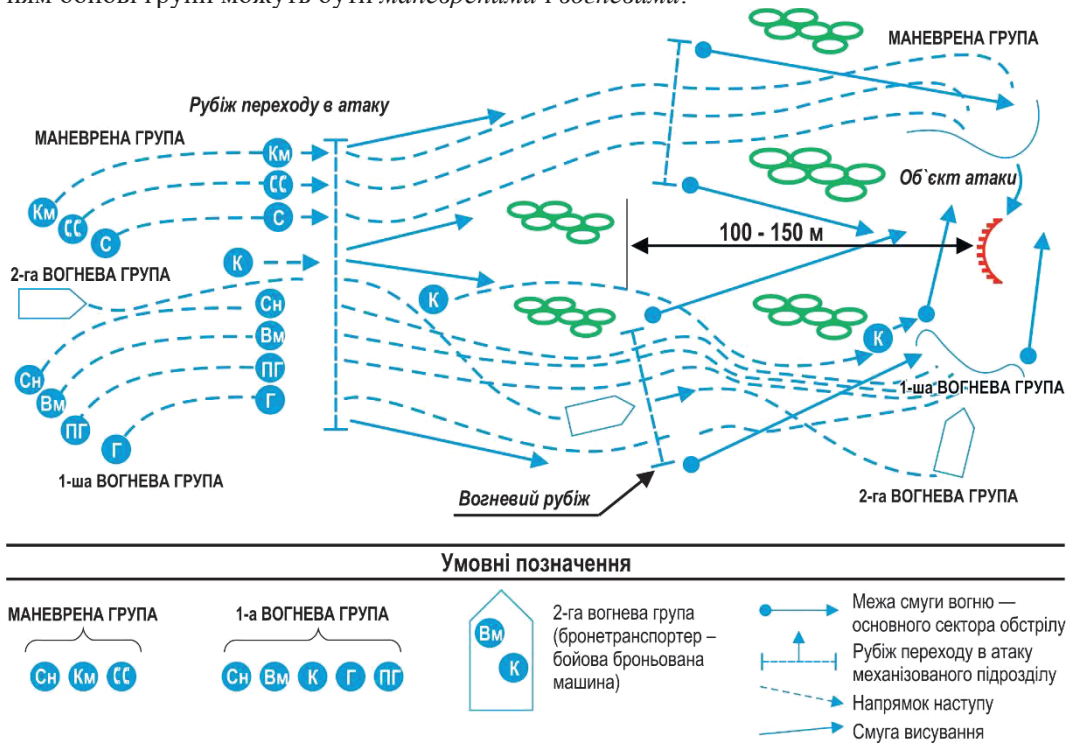 ням бойові групи можуть бути маневреними і вогневими.
МАНЕВРЕНА ГРУПА
Рубіж переходу в атаку
МАНЕВРЕНА ГРУПА
Км
СС
С
Км
СС
С
Об`єкт атаки
100 - 150 м
2-га ВОГНЕВА ГРУПА
К
К
К
Сн
Вм
ПГ
Г
Сн
Вм
ПГ
Г
1-ша ВОГНЕВА ГРУПА
1-ша ВОГНЕВА ГРУПА
Вогневий рубіж
2-га ВОГНЕВА ГРУПА
Умовні позначення
МАНЕВРЕНА ГРУПА
Сн Км СС
1-а ВОГНЕВА ГРУПА
Сн Вм К Г ПГ
Вм
К
2-га вогнева група
(бронетранспортер –
бойова броньована
машина)
Межа смуги вогню —
основного сектора обстрілу
Рубіж переходу в атаку
механізованого підрозділу
Напрямок наступу
Смуга висування